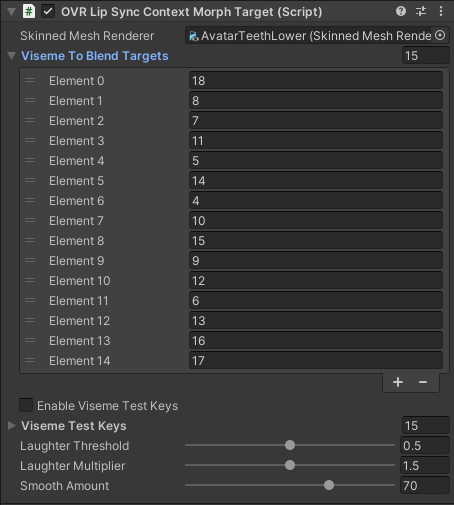 # OVR Lip Sync Context Morph Target (Script)
Skinned Mesh Renderer AvatarTeethLower (Skinned Mesh Rende
Viseme To Blend Targets 15
Element 0 18
Element 1 8
Element 2 7
Element 3 11
Element 4 5
Element 5 14
Element 6 4
Element 7 10
Element 8 15
Element 9 9
Element 10 12
Element 11 6
Element 12 13
Element 13 16
Element 14 17
+ −
Enable Viseme Test Keys
Viseme Test Keys 15
Laughter Threshold 0.5
Laughter Multiplier 1.5
Smooth Amount 70